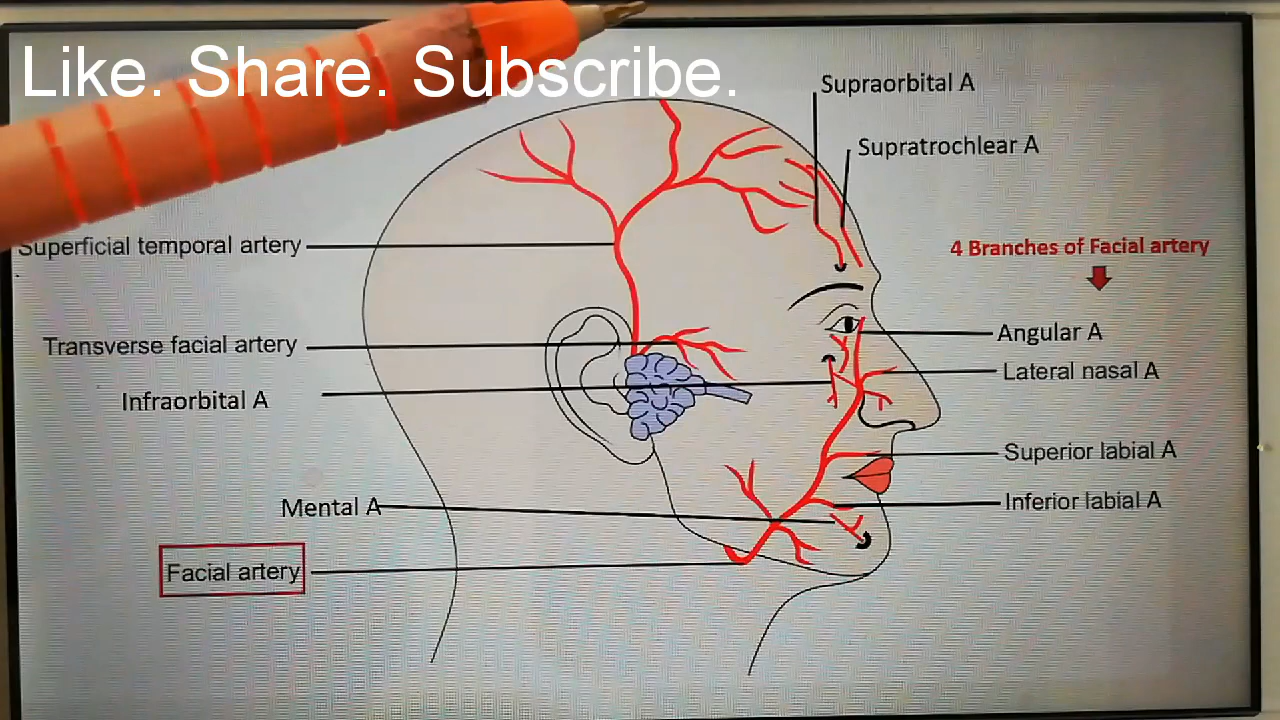 Like. Share. Subscribe.
Supraorbital A
Supratrochlear A
Superficial temporal artery
4 Branches of Facial artery
Transverse facial artery
Angular A
Lateral nasal A
Infraorbital A
Superior labial A
Mental A
Inferior labial A
Facial artery